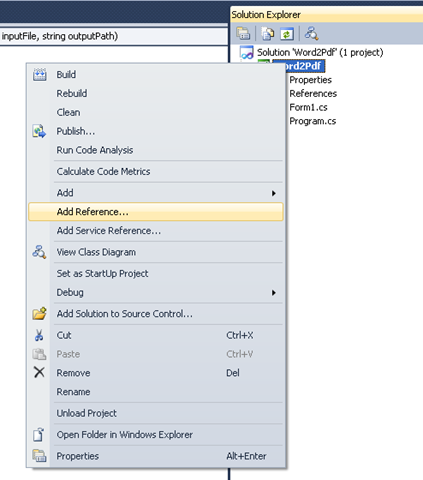 inputFile, string outputPath)
Solution Explorer
Solution 'Word2Pdf' (1 project)
ord2Pdf
Properties
References
Form1.cs
Program.cs
Build
Rebuild
Clean
Publish...
Run Code Analysis
Calculate Code Metrics
Add
Add Reference...
Add Service Reference...
View Class Diagram
Set as StartUp Project
Debug
Add Solution to Source Control...
Cut Ctrl+X
Paste Ctrl+V
Remove Del
Rename
Unload Project
Open Folder in Windows Explorer
Properties Alt+Enter